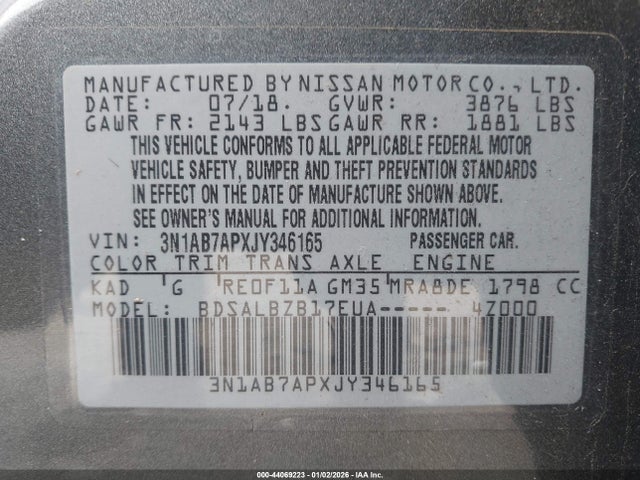 MANUFACTURED BY NISSAN MOTOR CO., LTD.
DATE: 07/18. GVWR: 3876 LBS
GAWR FR: 2143 LBS GAWR RR: 1881 LBS
THIS VEHICLE CONFORMS TO ALL APPLICABLE FEDERAL MOTOR
VEHICLE SAFETY, BUMPER AND THEFT PREVENTION STANDARDS
IN EFFECT ON THE DATE OF MANUFACTURE SHOWN ABOVE.
SEE OWNER'S MANUAL FOR ADDITIONAL INFORMATION.
VIN: 3N1AB7APXJY346165 PASSENGER CAR.
COLOR TRIM TRANS AXLE ENGINE
KAD G RE0F11A GM35 MRA8DE 1798 CC
MODEL: BDSALBZB17EUA----- 4Z000
3N1AB7APXJY346165
000-44069223 | 01/02/2026 | IAA Inc.